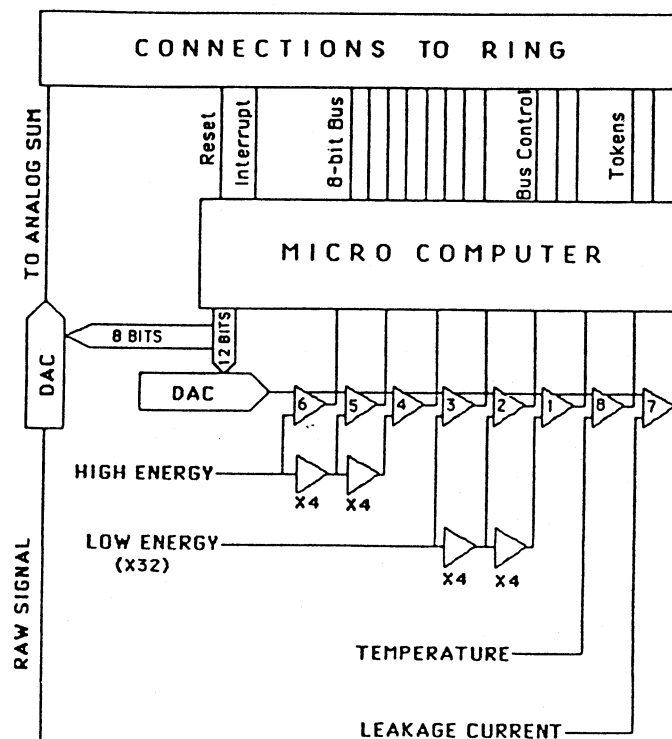 CONNECTIONS TO RING
TO ANALOG SUM
Reset
Interrupt
8-bit Bus
Bus Control
Tokens
MICRO COMPUTER
DAC
8 BITS
12 BITS
DAC
6
5
4
3
2
1
8
7
HIGH ENERGY
X4
X4
LOW ENERGY
(X32)
X4
X4
RAW SIGNAL
TEMPERATURE
LEAKAGE CURRENT